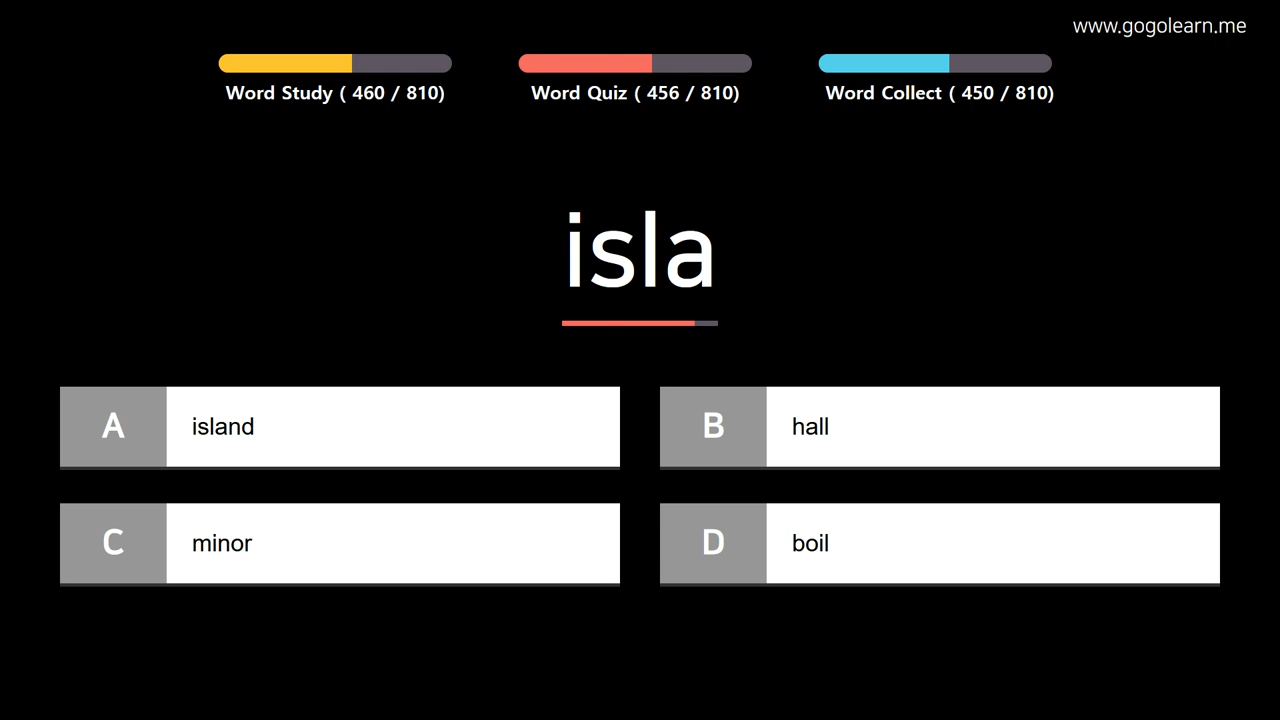 www.gogolearn.me
Word Study ( 460 / 810)
Word Quiz ( 456 / 810)
Word Collect ( 450 / 810)
isla
A island
B hall
C minor
D boil